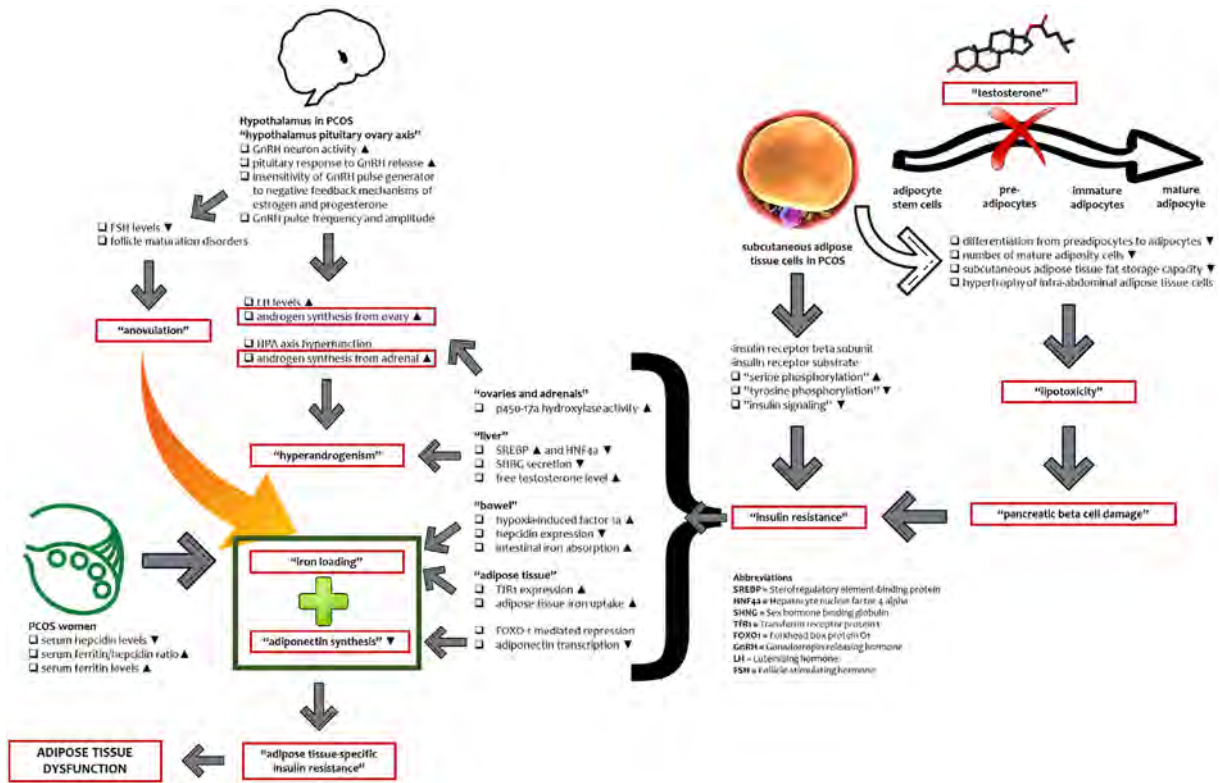 Hypothalamus in PCOS
“hypothalamus pituitary ovary axis”
❑ GnRH neuron activity ▲
❑ pituitary response to GnRH release ▲
❑ insensitivity of GnRH pulse generator
to negative feedback mechanisms of
estrogen and progesterone
❑ GnRH pulse frequency and amplitude
❑ FSH levels ▼
❑ follicle maturation disorders
“anovulation”
❑ LH levels ▲
❑ androgen synthesis from ovary ▲
❑ HPA axis hyperfunction
❑ androgen synthesis from adrenal ▲
“hyperandrogenism”
“ovaries and adrenals”
❑ p450-17a hydroxylase activity ▲
“liver”
❑ SREBP ▲ and HNF4a ▼
❑ SHBG secretion ▼
❑ free testosterone level ▲
“bowel”
❑ hypoxia-induced factor 1a ▲
❑ hepcidin expression ▼
❑ intestinal iron absorption ▲
“adipose tissue”
❑ TfR1 expression ▲
❑ adipose tissue iron uptake ▲
❑ FOXO-1 mediated repression
❑ adiponectin transcription ▼
“iron loading”
“adiponectin synthesis” ▼
PCOS women
❑ serum hepcidin levels ▼
❑ serum ferritin/hepcidin ratio ▲
❑ serum ferritin levels ▲
“adipose tissue-specific
insulin resistance”
ADIPOSE TISSUE
DYSFUNCTION
“testosterone”
adipocyte
stem cells
pre-
adipocytes
immature
adipocytes
mature
adipocyte
subcutaneous adipose
tissue cells in PCOS
❑ differentiation from preadipocytes to adipocytes ▼
❑ number of mature adiposity cells ▼
❑ subcutaneous adipose tissue fat storage capacity ▼
❑ hypertrophy of intra-abdominal adipose tissue cells
-insulin receptor beta subunit
-insulin receptor substrate
❑ “serine phosphorylation” ▲
❑ “tyrosine phosphorylation” ▼
❑ “insulin signaling” ▼
“lipotoxicity”
“insulin resistance”
“pancreatic beta cell damage”
Abbreviations
SREBP = Sterol regulatory element-binding protein
HNF4a = Hepatocyte nuclear factor 4 alpha
SHNG = Sex hormone binding globulin
TfR1 = Transferrin receptor protein 1
FOXO1 = Forkhead box protein O1
GnRH = Gonadotropin releasing hormone
LH = Luteinizing hormone
FSH = Follicle stimulating hormone